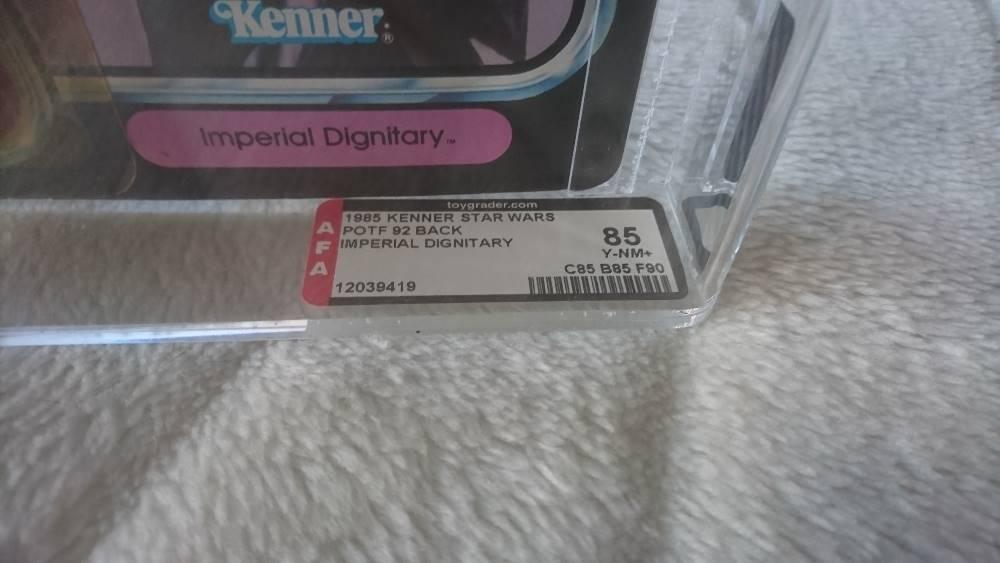 Kenner®
Imperial Dignitary™
toygrader.com
AFA
1985 KENNER STAR WARS
POTF 92 BACK
IMPERIAL DIGNITARY
85
Y-NM+
C85 B85 F90
12039419